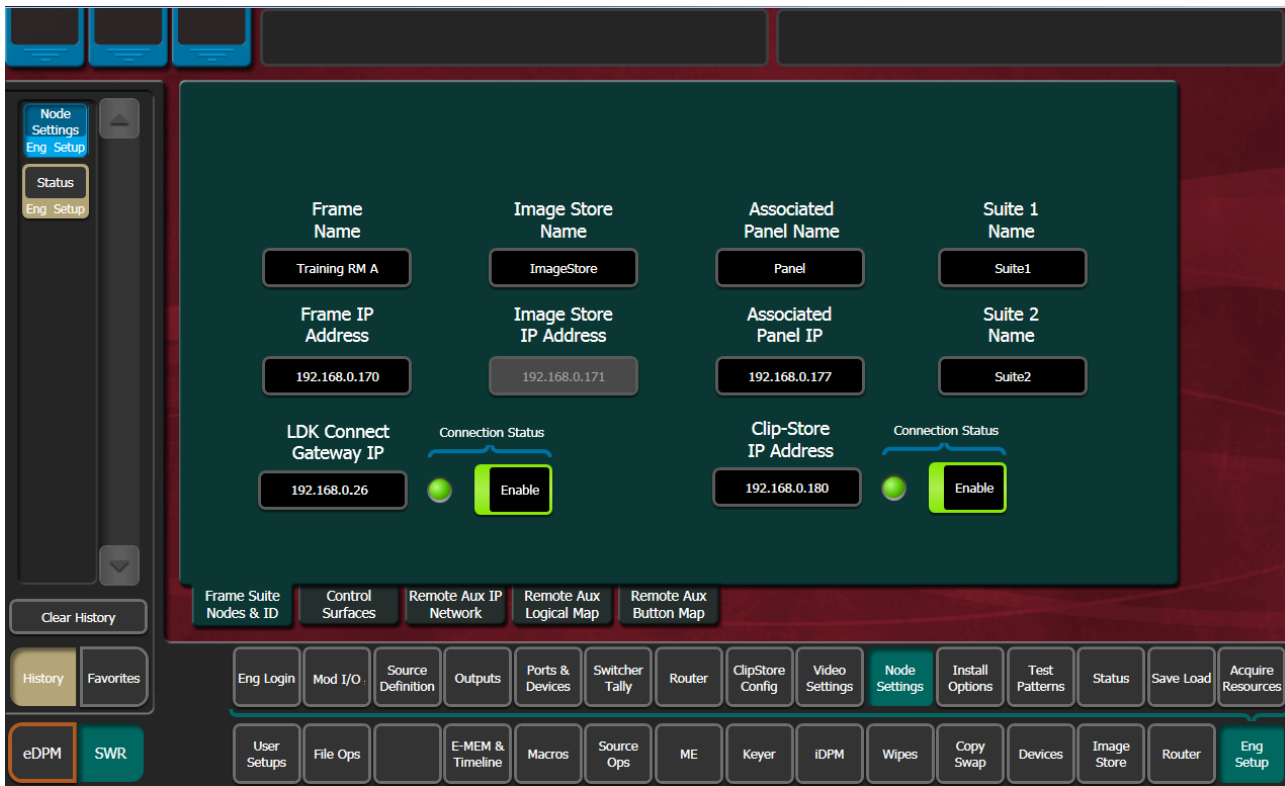 Node
Settings
Eng Setup
Status
Eng Setup
Clear History
History
Favorites
eDPM
SWR
Frame
Name
Training RM A
Image Store
Name
ImageStore
Associated
Panel Name
Panel
Suite 1
Name
Suite1
Frame IP
Address
192.168.0.170
Image Store
IP Address
192.168.0.171
Associated
Panel IP
192.168.0.177
Suite 2
Name
Suite2
LDK Connect
Gateway IP
192.168.0.26
Connection Status
Enable
Clip-Store
IP Address
192.168.0.180
Connection Status
Enable
Frame Suite
Nodes & ID
Control
Surfaces
Remote Aux IP
Network
Remote Aux
Logical Map
Remote Aux
Button Map
Eng Login
Mod I/O :
Source
Definition
Outputs
Ports &
Devices
Switcher
Tally
Router
ClipStore
Config
Video
Settings
Node
Settings
Install
Options
Test
Patterns
Status
Save Load
Acquire
Resources
User
Setups
File Ops
E-MEM &
Timeline
Macros
Source
Ops
ME
Keyer
iDPM
Wipes
Copy
Swap
Devices
Image
Store
Router
Eng
Setup